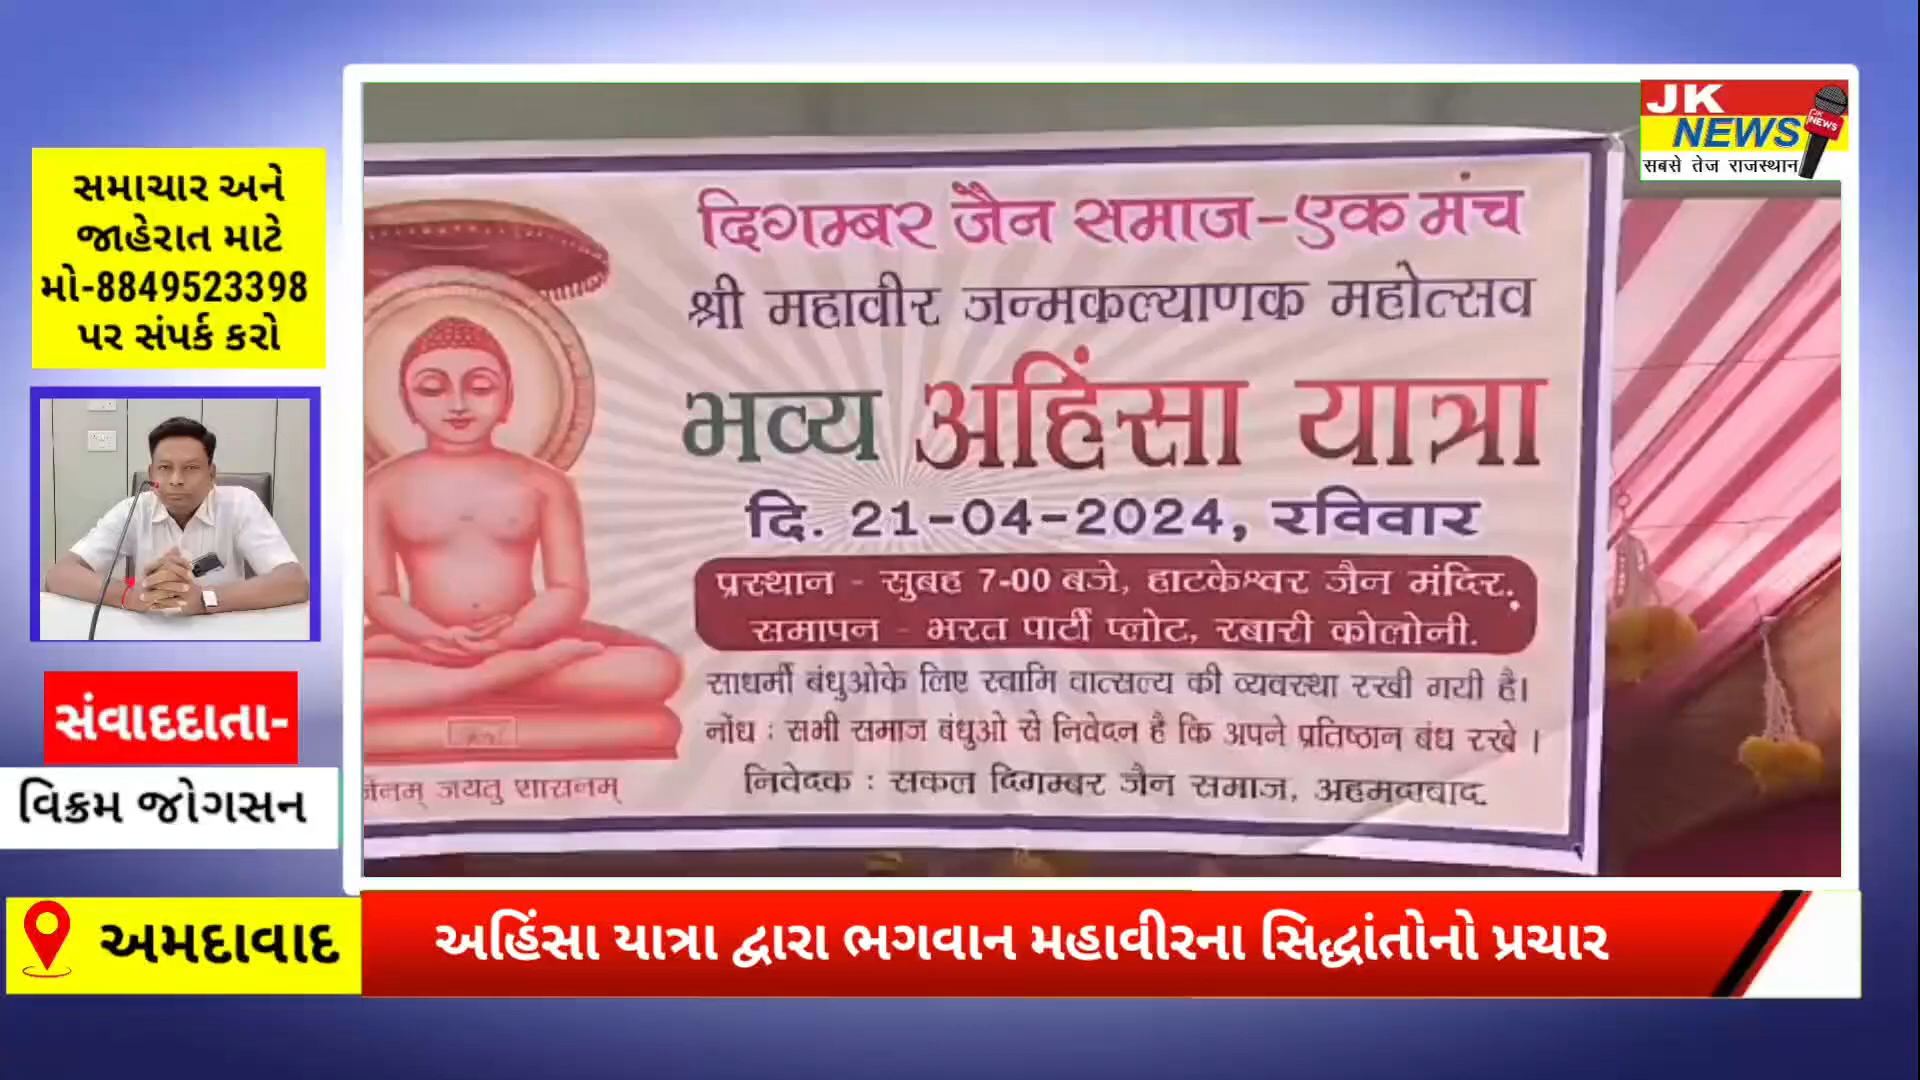 JK
NEWS
सबसे तेज राजस्थान
સમાચાર અને
જાહેરાત માટે
મો-8849523398
પર સંપર્ક કરો
સંવાદદાતા-
વિક્રમ જોગસન
दिगम्बर जैन समाज-एक मंच
श्री महावीर जन्मकल्याणक महोत्सव
भव्य अहिंसा यात्रा
दि. 21-04-2024, रविवार
प्रस्थान - सुबह 7-00 बजे, हाटकेश्वर जैन मंदिर.
समापन - भरत पार्टी प्लोट, रबारी कोलोनी.
साधर्मी बंधुओके लिए स्वामि वात्सल्य की व्यवस्था रखी गयी है।
नोंध : सभी समाज बंधुओ से निवेदन है कि अपने प्रतिष्ठान बंध रखे ।
निवेदक : सकल दिगम्बर जैन समाज, अहमदाबाद.
जयतु शासनम्
અમદાવાદ
અહિંસા યાત્રા દ્વારા ભગવાન મહાવીરના સિદ્ધાંતોનો પ્રચાર